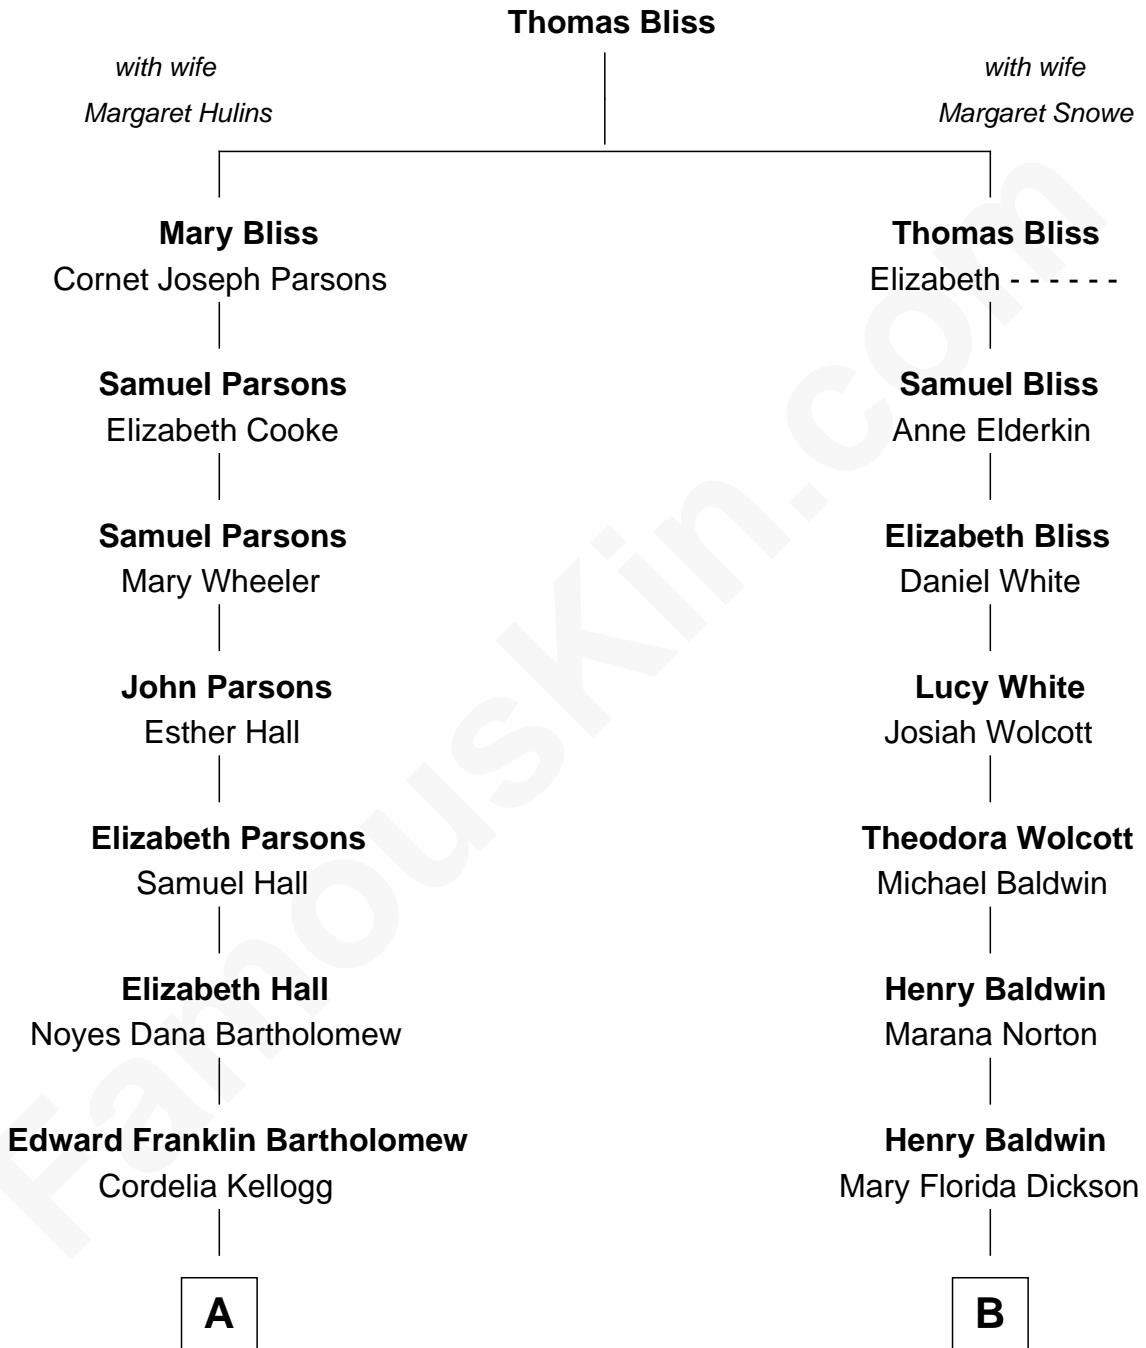 Thomas Bliss
with wife
Margaret Hulins
with wife
Margaret Snowe
Mary Bliss
Cornet Joseph Parsons
Thomas Bliss
Elizabeth - - - - - -
Samuel Parsons
Elizabeth Cooke
Samuel Bliss
Anne Elderkin
Samuel Parsons
Mary Wheeler
Elizabeth Bliss
Daniel White
John Parsons
Esther Hall
Lucy White
Josiah Wolcott
Elizabeth Parsons
Samuel Hall
Theodora Wolcott
Michael Baldwin
Elizabeth Hall
Noyes Dana Bartholomew
Henry Baldwin
Marana Norton
Edward Franklin Bartholomew
Cordelia Kellogg
Henry Baldwin
Mary Florida Dickson
A
B
FamousKin.com